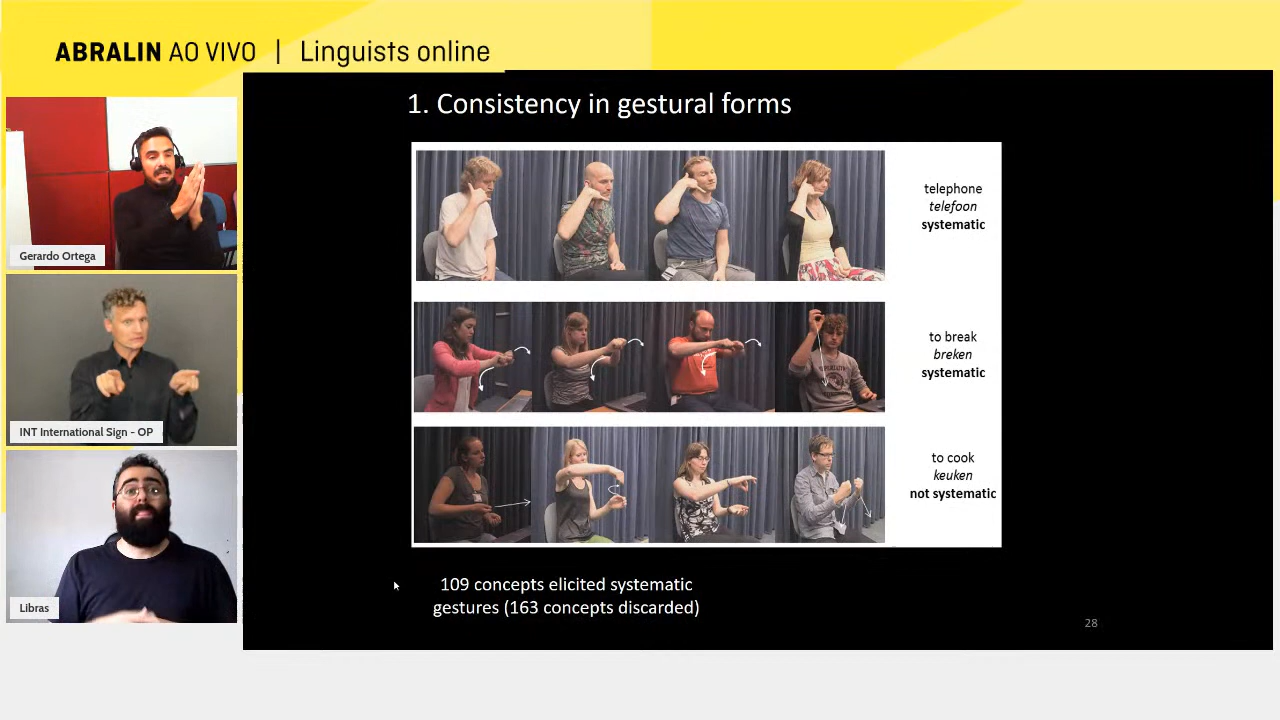 ABRALIN AO VIVO | Linguists online
1. Consistency in gestural forms
telephone
telefoon
systematic
to break
breken
systematic
to cook
keuken
not systematic
109 concepts elicited systematic
gestures (163 concepts discarded)
28
Gerardo Ortega
INT International Sign - OP
Libras